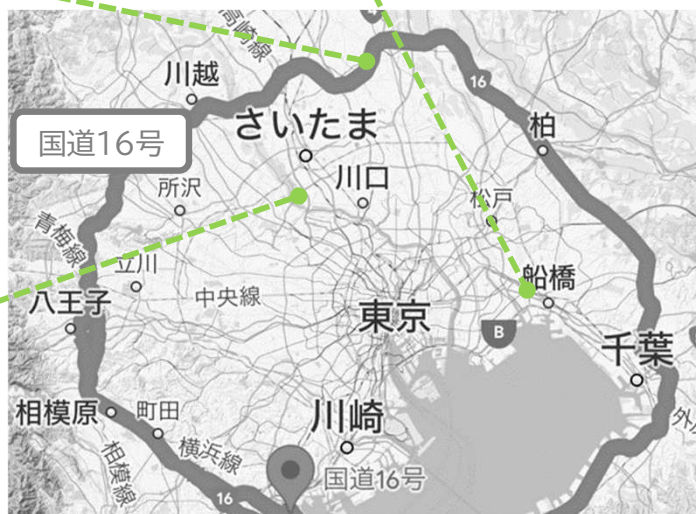 高崎線
4
川越
16
国道16号
さいたま
柏
所沢
川口
松戸
青梅線
立川
中央線
船橋
八王子
東京
B
千葉
相模原
町田
川崎
横浜線
相模線
国道16号
16